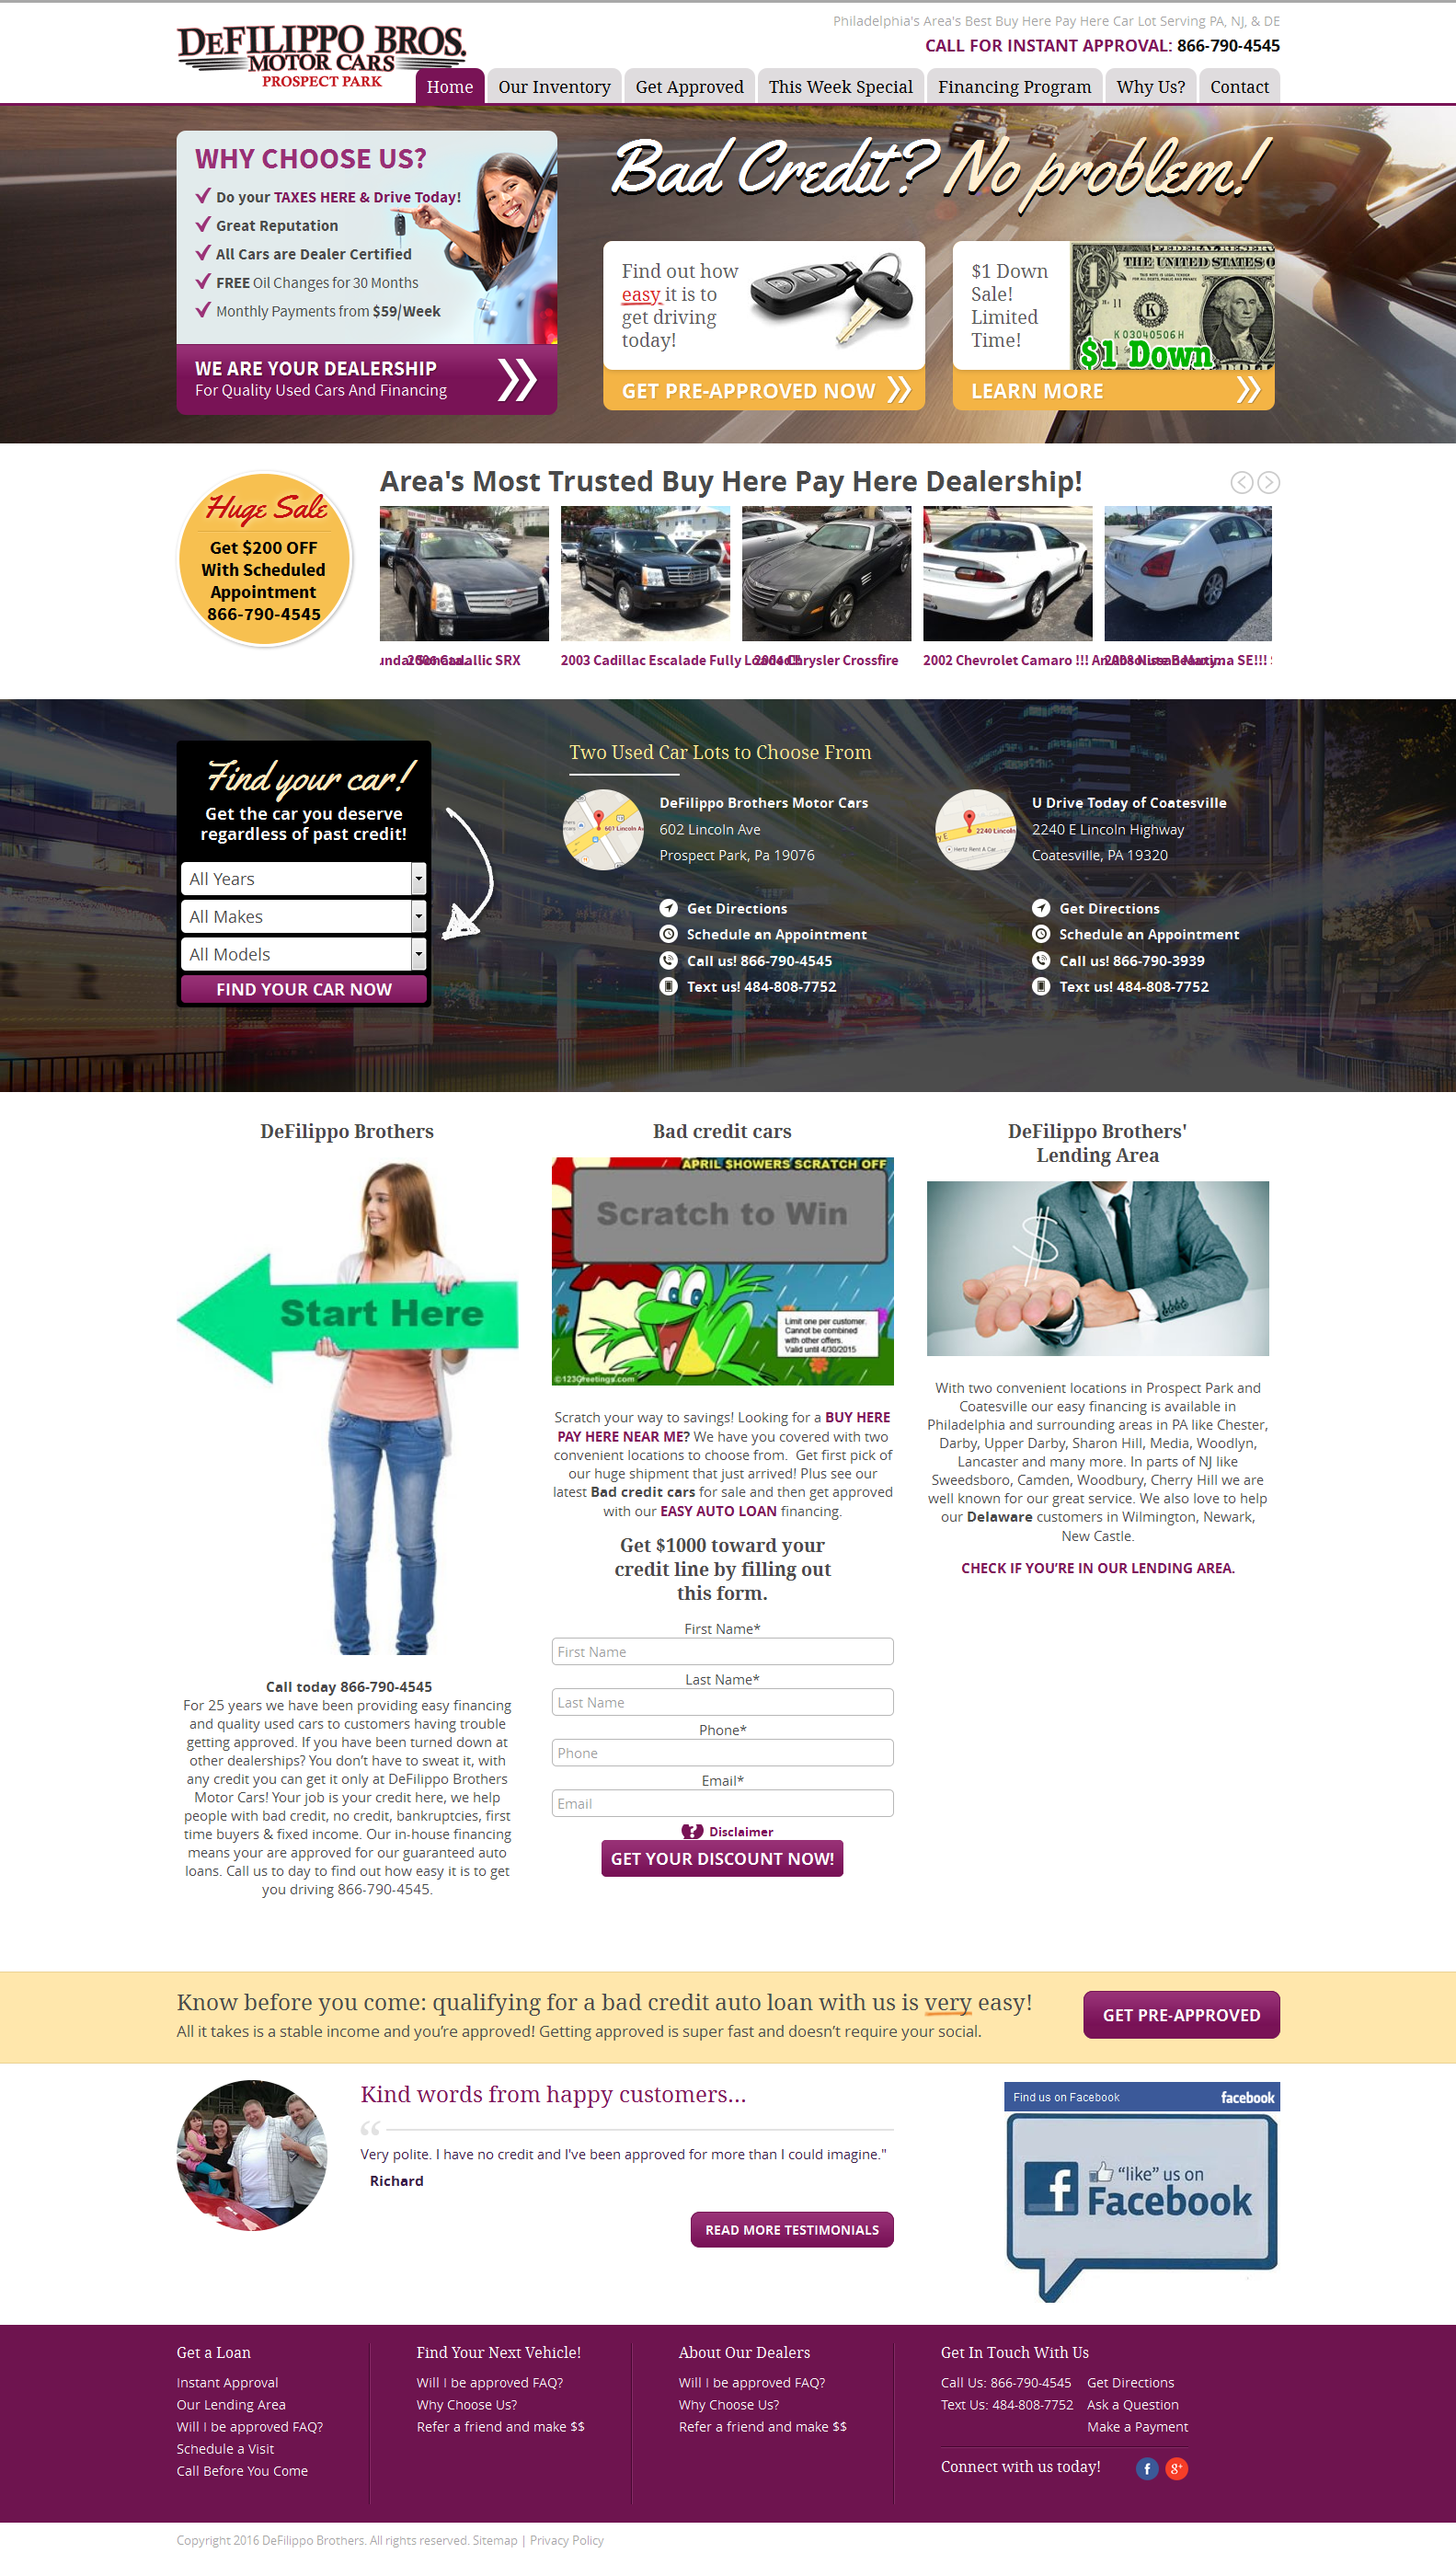 DeFILIPPO BROS.
MOTOR CARS
PROSPECT PARK
Philadelphia's Area's Best Buy Here Pay Here Car Lot Serving PA, NJ, & DE
CALL FOR INSTANT APPROVAL: 866-790-4545
Home
Our Inventory
Get Approved
This Week Special
Financing Program
Why Us?
Contact
WHY CHOOSE US?
Do your TAXES HERE & Drive Today!
Great Reputation
All Cars are Dealer Certified
FREE Oil Changes for 30 Months
Monthly Payments from $59/Week
WE ARE YOUR DEALERSHIP
For Quality Used Cars And Financing
Bad Credit? No problem!
Find out how
easy it is to
get driving
today!
GET PRE-APPROVED NOW
$1 Down
Sale!
Limited
Time!
FEDERAL RESERV
THE UNITED STATES O
K 03040506 H
$1 Down
LEARN MORE
Huge Sale
Get $200 OFF
With Scheduled
Appointment
866-790-4545
Area's Most Trusted Buy Here Pay Here Dealership!
2003 Cadillac Escalade Fully Loaded!!
2004 Chrysler Crossfire
2002 Chevrolet Camaro !!! An Absolute Beauty...
2008 Nissan Maxima SE!!!
Find your car!
Get the car you deserve
regardless of past credit!
All Years
All Makes
All Models
FIND YOUR CAR NOW
Two Used Car Lots to Choose From
601 Lincoln Av
DeFilippo Brothers Motor Cars
602 Lincoln Ave
Prospect Park, Pa 19076
Get Directions
Schedule an Appointment
Call us! 866-790-4545
Text us! 484-808-7752
2240 Lincoln
Hertz Rent A Car
U Drive Today of Coatesville
2240 E Lincoln Highway
Coatesville, PA 19320
Get Directions
Schedule an Appointment
Call us! 866-790-3939
Text us! 484-808-7752
DeFilippo Brothers
Start Here
Call today 866-790-4545
For 25 years we have been providing easy financing
and quality used cars to customers having trouble
getting approved. If you have been turned down at
other dealerships? You don’t have to sweat it, with
any credit you can get it only at DeFilippo Brothers
Motor Cars! Your job is your credit here, we help
people with bad credit, no credit, bankruptcies, first
time buyers & fixed income. Our in-house financing
means your are approved for our guaranteed auto
loans. Call us to day to find out how easy it is to get
you driving 866-790-4545.
Bad credit cars
APRIL SHOWERS SCRATCH OFF
Scratch to Win
Limit one per customer.
Cannot be combined
with other offers.
Valid until 4/30/2015
©123Greetings.com
Scratch your way to savings! Looking for a BUY HERE
PAY HERE NEAR ME? We have you covered with two
convenient locations to choose from.  Get first pick of
our huge shipment that just arrived! Plus see our
latest Bad credit cars for sale and then get approved
with our EASY AUTO LOAN financing.
Get $1000 toward your
credit line by filling out
this form.
First Name*
First Name
Last Name*
Last Name
Phone*
Phone
Email*
Email
Disclaimer
GET YOUR DISCOUNT NOW!
DeFilippo Brothers'
Lending Area
$
With two convenient locations in Prospect Park and
Coatesville our easy financing is available in
Philadelphia and surrounding areas in PA like Chester,
Darby, Upper Darby, Sharon Hill, Media, Woodlyn,
Lancaster and many more. In parts of NJ like
Sweedsboro, Camden, Woodbury, Cherry Hill we are
well known for our great service. We also love to help
our Delaware customers in Wilmington, Newark,
New Castle.
CHECK IF YOU’RE IN OUR LENDING AREA.
Know before you come: qualifying for a bad credit auto loan with us is very easy!
All it takes is a stable income and you’re approved! Getting approved is super fast and doesn’t require your social.
GET PRE-APPROVED
Kind words from happy customers...
Very polite. I have no credit and I've been approved for more than I could imagine."
Richard
READ MORE TESTIMONIALS
Find us on Facebook
facebook
“like” us on
Facebook
Get a Loan
Instant Approval
Our Lending Area
Will I be approved FAQ?
Schedule a Visit
Call Before You Come
Find Your Next Vehicle!
Will I be approved FAQ?
Why Choose Us?
Refer a friend and make $$
About Our Dealers
Will I be approved FAQ?
Why Choose Us?
Refer a friend and make $$
Get In Touch With Us
Call Us: 866-790-4545
Text Us: 484-808-7752
Get Directions
Ask a Question
Make a Payment
Connect with us today!
Copyright 2016 DeFilippo Brothers. All rights reserved. Sitemap | Privacy Policy